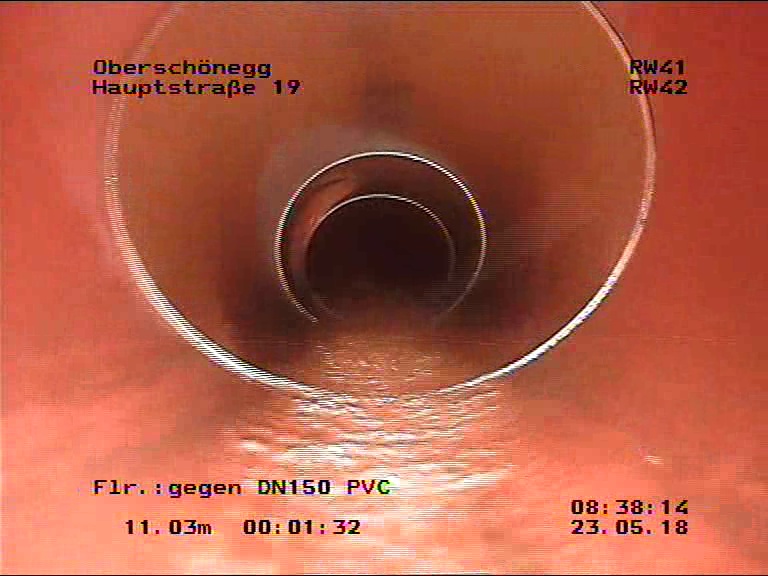 Oberschönegg RW41
Hauptstraße 19 RW42
Flr.:gegen DN150 PVC
08:38:14
11.03m 00:01:32 23.05.18